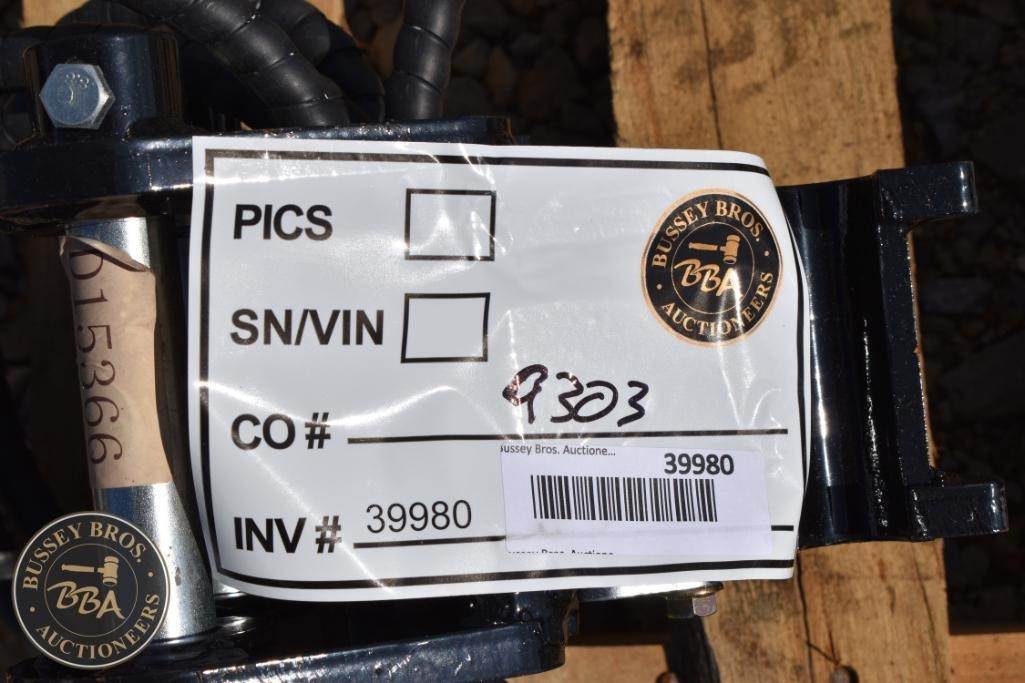 PICS
SN/VIN
CO # 9303
INV # 39980
Bussey Bros. Auctione...
39980
BUSSEY BROS.
BBA
AUCTIONEERS
615366
BUSSEY BROS.
BBA
AUCTIONEERS